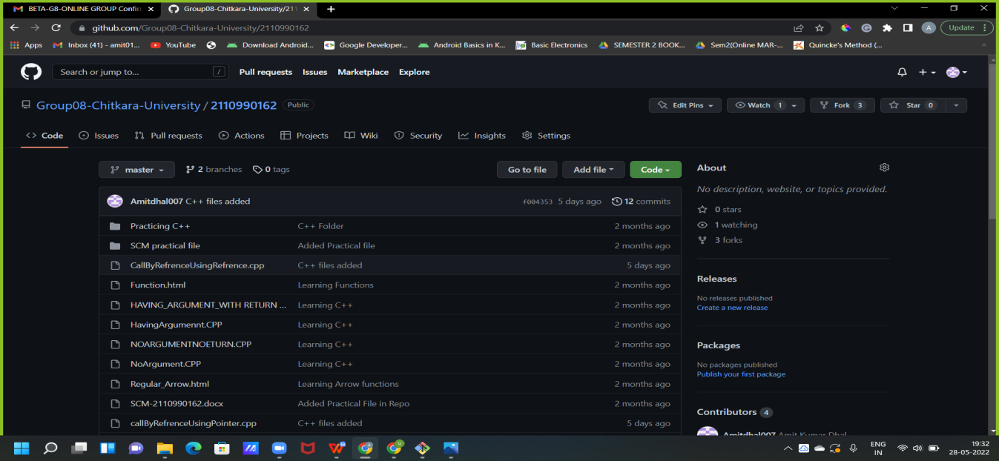 BETA-G8-ONLINE GROUP Confir
Group08-Chitkara-University/211
github.com/Group08-Chitkara-University/2110990162
A
Update
Apps
Inbox (41) - amit01...
YouTube
Download Android...
Google Developer...
Android Basics in K...
Basic Electronics
SEMESTER 2 BOOK...
Sem2(Online MAR-...
Quincke's Method (...
»
Search or jump to...
/
Pull requests
Issues
Marketplace
Explore
Group08-Chitkara-University / 2110990162
Public
Edit Pins
Watch 1
Fork 3
Star 0
Code
Issues
Pull requests
Actions
Projects
Wiki
Security
Insights
Settings
master
2 branches
0 tags
Go to file
Add file
Code
Amitdhal007 C++ files added
f004353 5 days ago
12 commits
Practicing C++ C++ Folder 2 months ago
SCM practical file Added Practical file 2 months ago
CallByRefrenceUsingRefrence.cpp C++ files added 5 days ago
Function.html Learning Functions 2 months ago
HAVING_ARGUMENT_WITH RETURN ... Learning C++ 2 months ago
HavingArgumennt.CPP Learning C++ 2 months ago
NOARGUMENTNOETURN.CPP Learning C++ 2 months ago
NoArgument.CPP Learning C++ 2 months ago
Regular_Arrow.html Learning Arrow functions 2 months ago
SCM-2110990162.docx Added Practical File in Repo 2 months ago
callByRefrenceUsingPointer.cpp C++ files added 5 days ago
About
No description, website, or topics provided.
0 stars
1 watching
3 forks
Releases
No releases published
Create a new release
Packages
No packages published
Publish your first package
Contributors 4
Amitdhal007 Amit Kumar Dhal
ENG
IN
19:32
28-05-2022